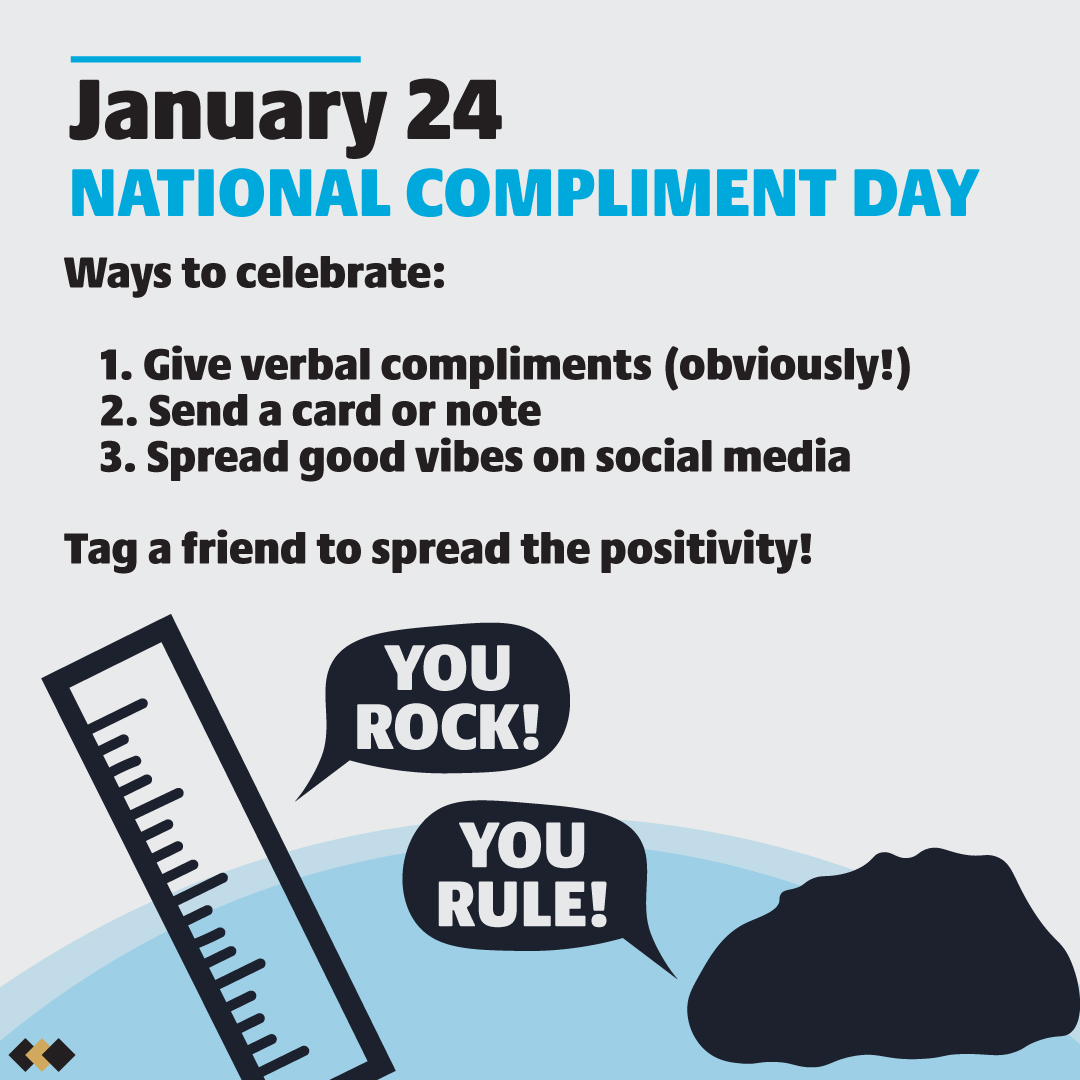 January 24
NATIONAL COMPLIMENT DAY
Ways to celebrate:
1. Give verbal compliments (obviously!)
2. Send a card or note
3. Spread good vibes on social media
Tag a friend to spread the positivity!
YOU
ROCK!
YOU
RULE!